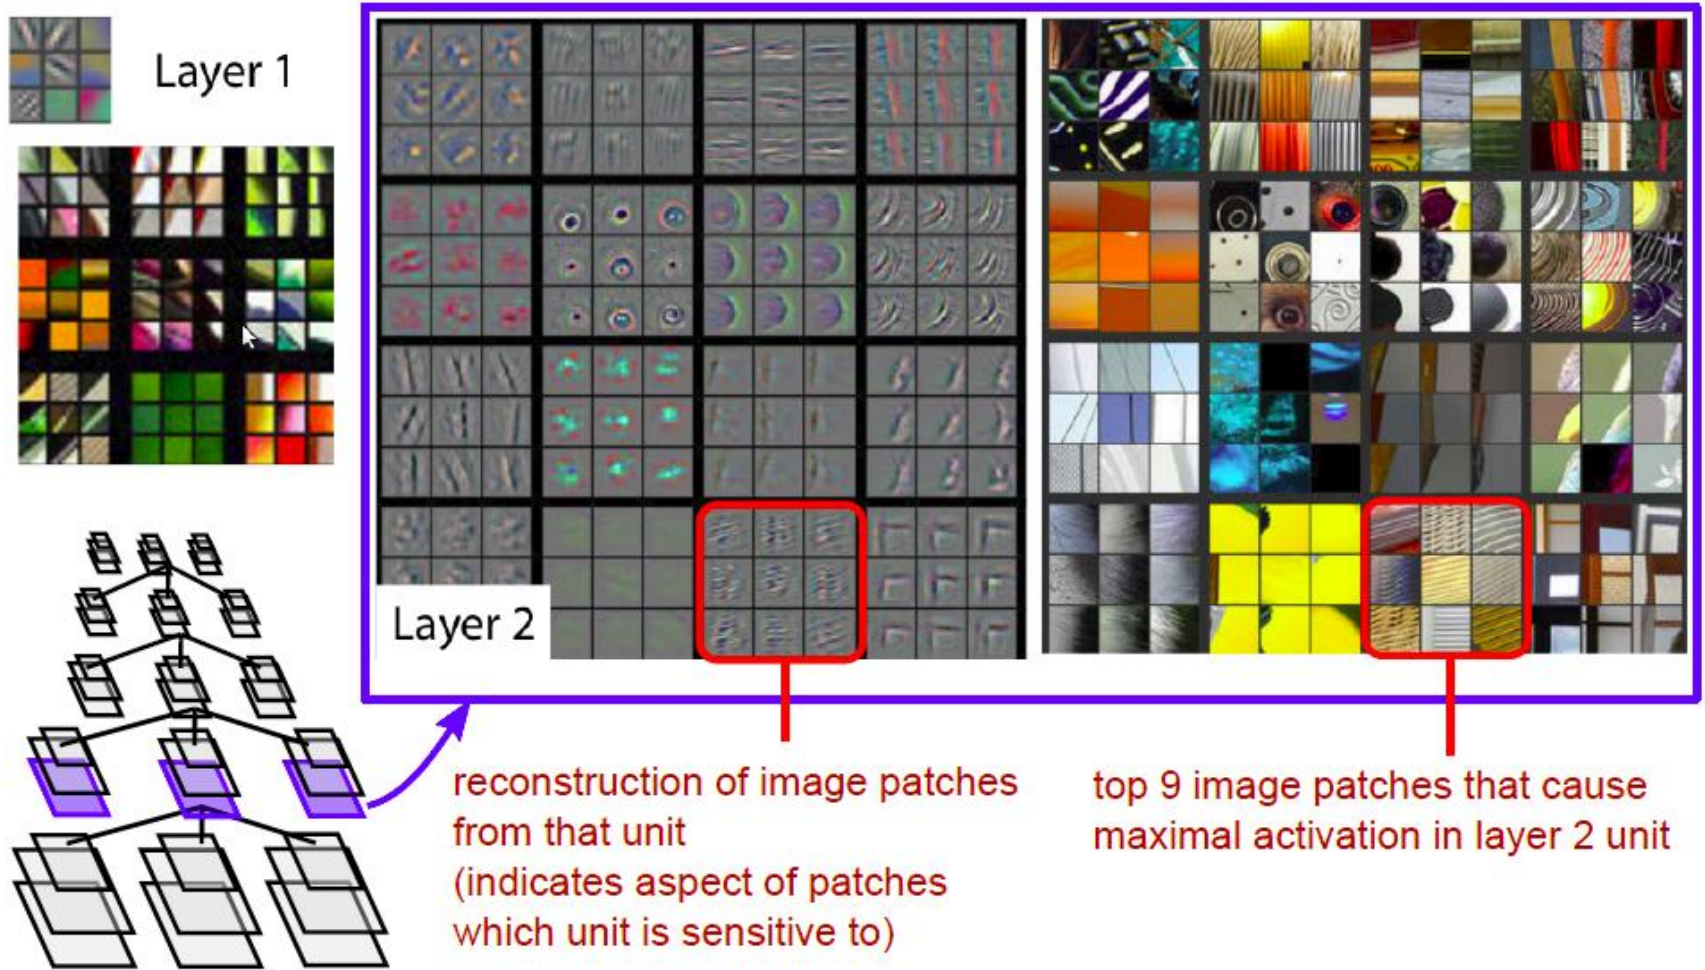 Layer 1
Layer 2
reconstruction of image patches
from that unit
(indicates aspect of patches
which unit is sensitive to)
top 9 image patches that cause
maximal activation in layer 2 unit